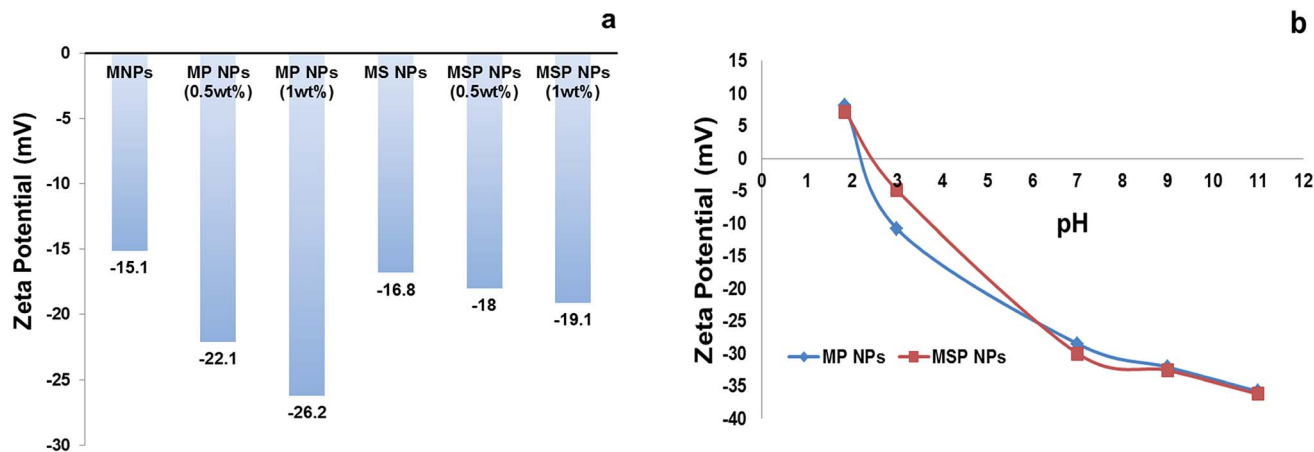 a
Zeta Potential (mV)
0
-5
-10
-15
-20
-25
-30
MNPs
MP NPs
(0.5wt%)
MP NPs
(1wt%)
MS NPs
MSP NPs
(0.5wt%)
MSP NPs
(1wt%)
-15.1
-22.1
-26.2
-16.8
-18
-19.1
b
Zeta Potential (mV)
15
10
5
0
-5
-10
-15
-20
-25
-30
-35
-40
0 1 2 3 4 5 6 7 8 9 10 11 12
pH
MP NPs MSP NPs